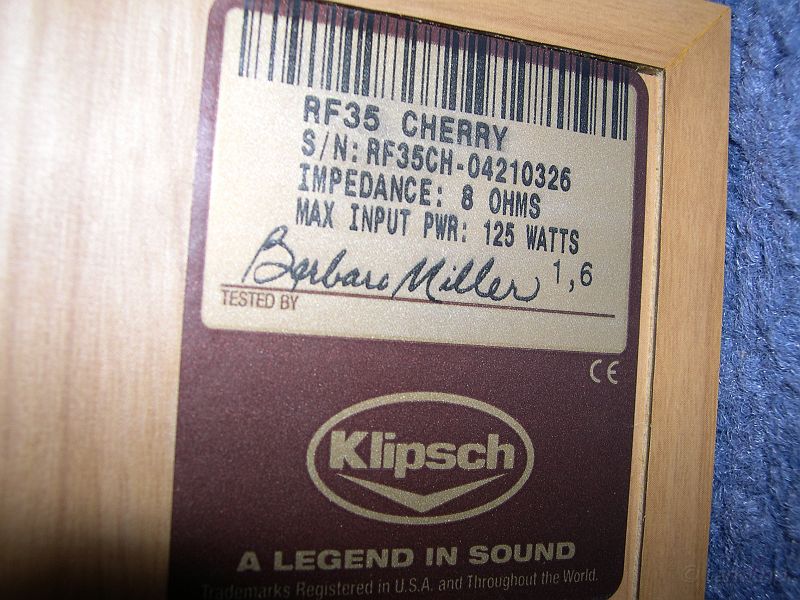 RF35 CHERRY
S/N: RF35CH-04210326
IMPEDANCE: 8 OHMS
MAX INPUT PWR: 125 WATTS
Barbara Miller 1,6
TESTED BY
CE
Klipsch
A LEGEND IN SOUND
Trademarks Registered in U.S.A. and Throughout the World.